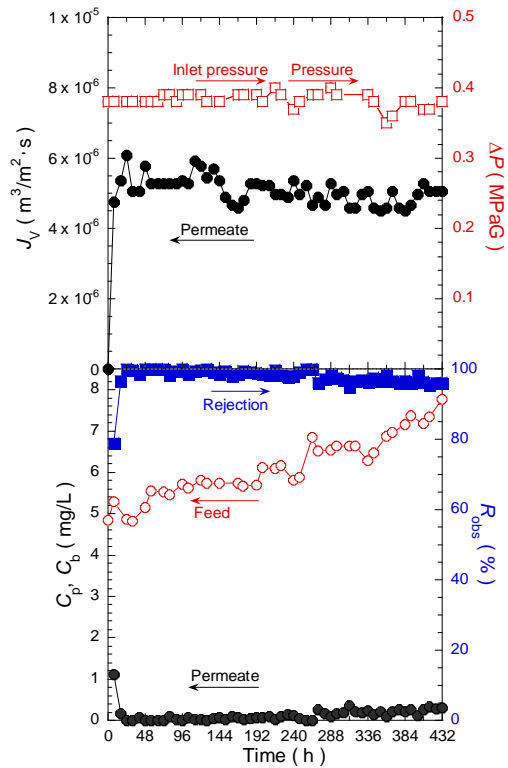 1 x 10⁻⁵
8 x 10⁻⁶
6 x 10⁻⁶
4 x 10⁻⁶
2 x 10⁻⁶
0
J_V ( m³/m²·s )
0.5
0.4
0.3
0.2
0.1
ΔP ( MPaG )
Inlet pressure
Pressure
Permeate
8
7
6
5
4
3
2
1
0
C_p, C_b ( mg/L )
100
80
60
40
20
0
R_obs ( % )
Rejection
Feed
Permeate
0 48 96 144 192 240 288 336 384 432
Time ( h )